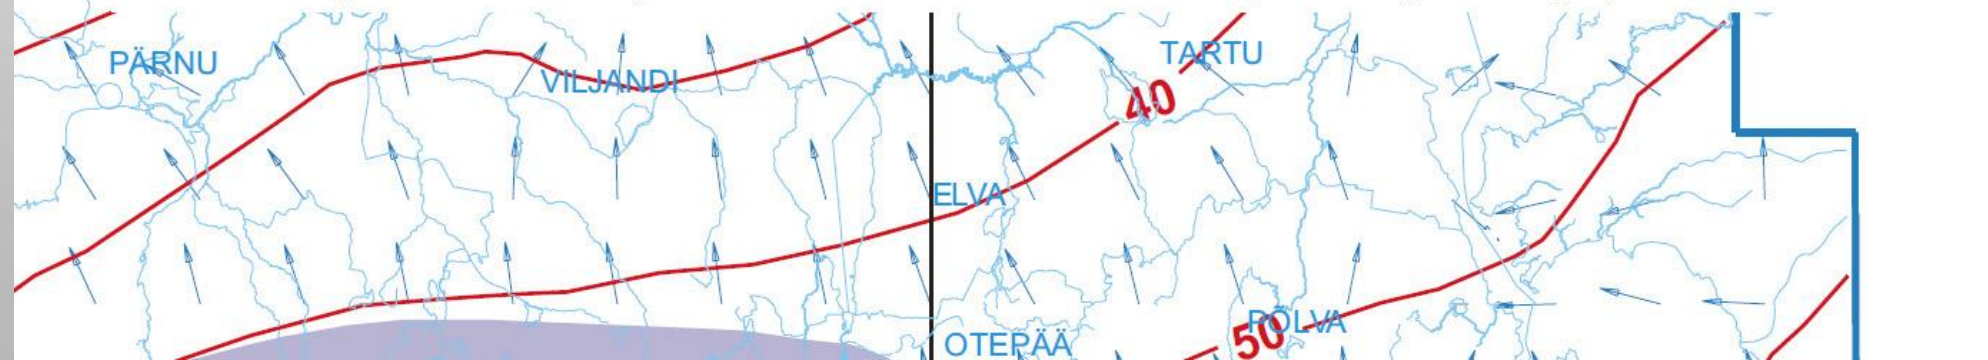 PÄRNU
VILJANDI
TARTU
40
ELVA
OTEPÄÄ
50
PÕLVA